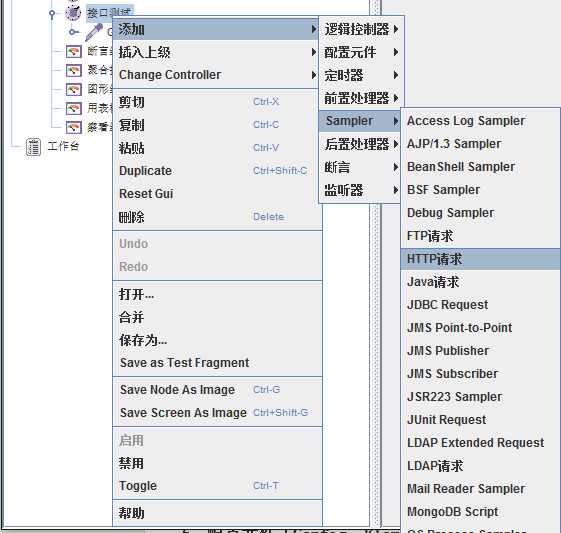 接口测试
断言
聚合
图形
用表
察看
工作台
添加
插入上级
Change Controller
剪切 Ctrl-X
复制 Ctrl-C
粘贴 Ctrl-V
Duplicate Ctrl+Shift-C
Reset Gui
删除 Delete
Undo
Redo
打开...
合并
保存为...
Save as Test Fragment
Save Node As Image Ctrl-G
Save Screen As Image Ctrl+Shift-G
启用
禁用
Toggle Ctrl-T
帮助
逻辑控制器
配置元件
定时器
前置处理器
Sampler
后置处理器
断言
监听器
Access Log Sampler
AJP/1.3 Sampler
BeanShell Sampler
BSF Sampler
Debug Sampler
FTP请求
HTTP请求
Java请求
JDBC Request
JMS Point-to-Point
JMS Publisher
JMS Subscriber
JSR223 Sampler
JUnit Request
LDAP Extended Request
LDAP请求
Mail Reader Sampler
MongoDB Script
OS Process Sampler